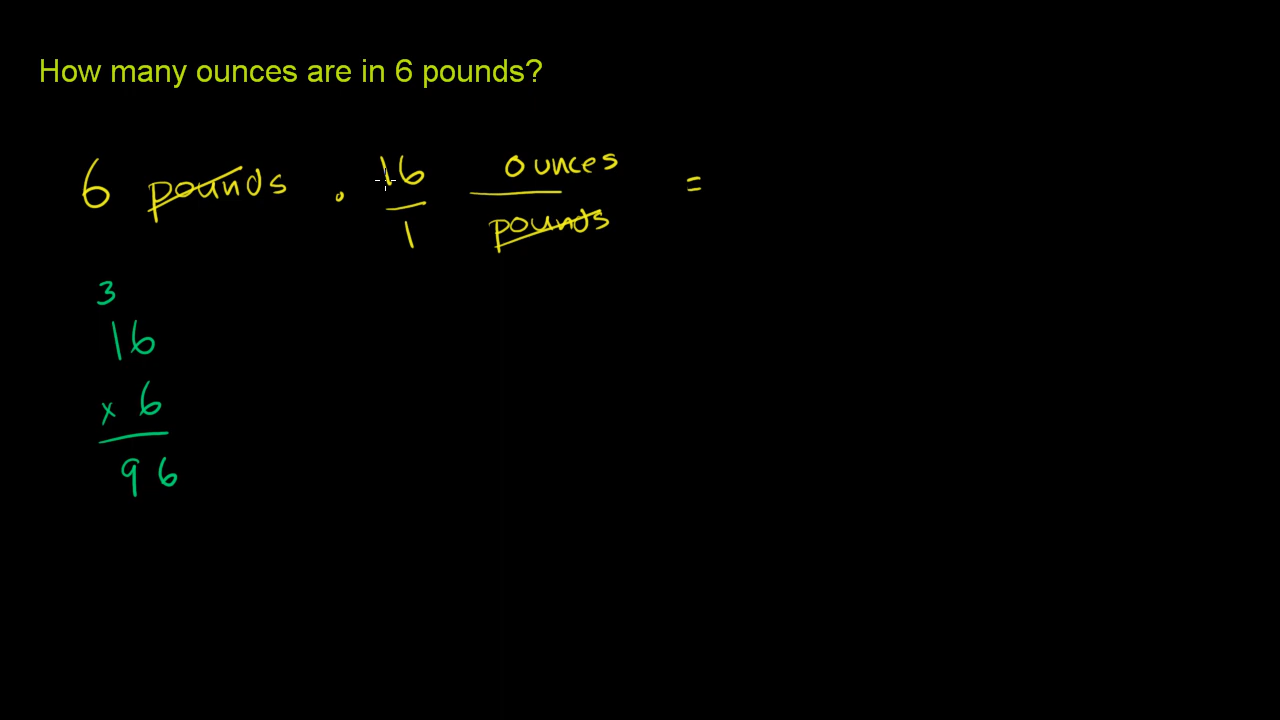 How many ounces are in 6 pounds?
6 pounds . 16/1 ounces/pounds =
3
16
x 6
96